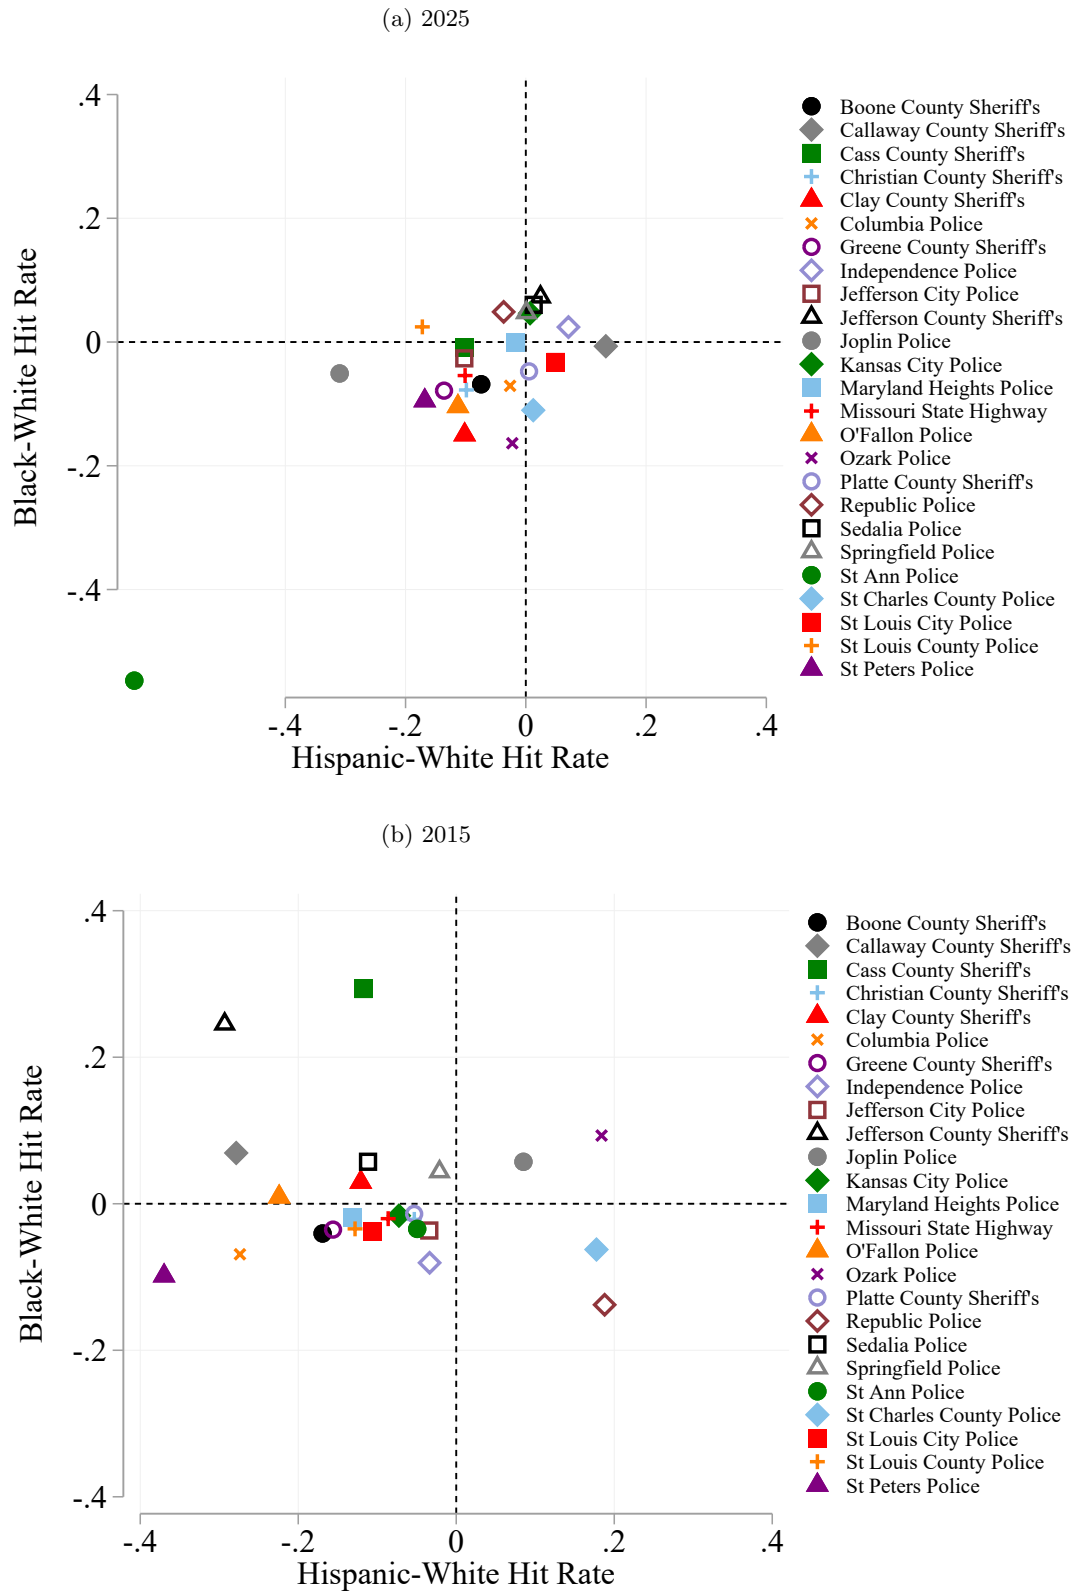 (a) 2025
.4
.2
0
-.2
-.4
Black-White Hit Rate
-.4
-.2
0
.2
.4
Hispanic-White Hit Rate
Boone County Sheriff's
Callaway County Sheriff's
Cass County Sheriff's
Christian County Sheriff's
Clay County Sheriff's
Columbia Police
Greene County Sheriff's
Independence Police
Jefferson City Police
Jefferson County Sheriff's
Joplin Police
Kansas City Police
Maryland Heights Police
Missouri State Highway
O'Fallon Police
Ozark Police
Platte County Sheriff's
Republic Police
Sedalia Police
Springfield Police
St Ann Police
St Charles County Police
St Louis City Police
St Louis County Police
St Peters Police
(b) 2015
.4
.2
0
-.2
-.4
Black-White Hit Rate
-.4
-.2
0
.2
.4
Hispanic-White Hit Rate
Boone County Sheriff's
Callaway County Sheriff's
Cass County Sheriff's
Christian County Sheriff's
Clay County Sheriff's
Columbia Police
Greene County Sheriff's
Independence Police
Jefferson City Police
Jefferson County Sheriff's
Joplin Police
Kansas City Police
Maryland Heights Police
Missouri State Highway
O'Fallon Police
Ozark Police
Platte County Sheriff's
Republic Police
Sedalia Police
Springfield Police
St Ann Police
St Charles County Police
St Louis City Police
St Louis County Police
St Peters Police